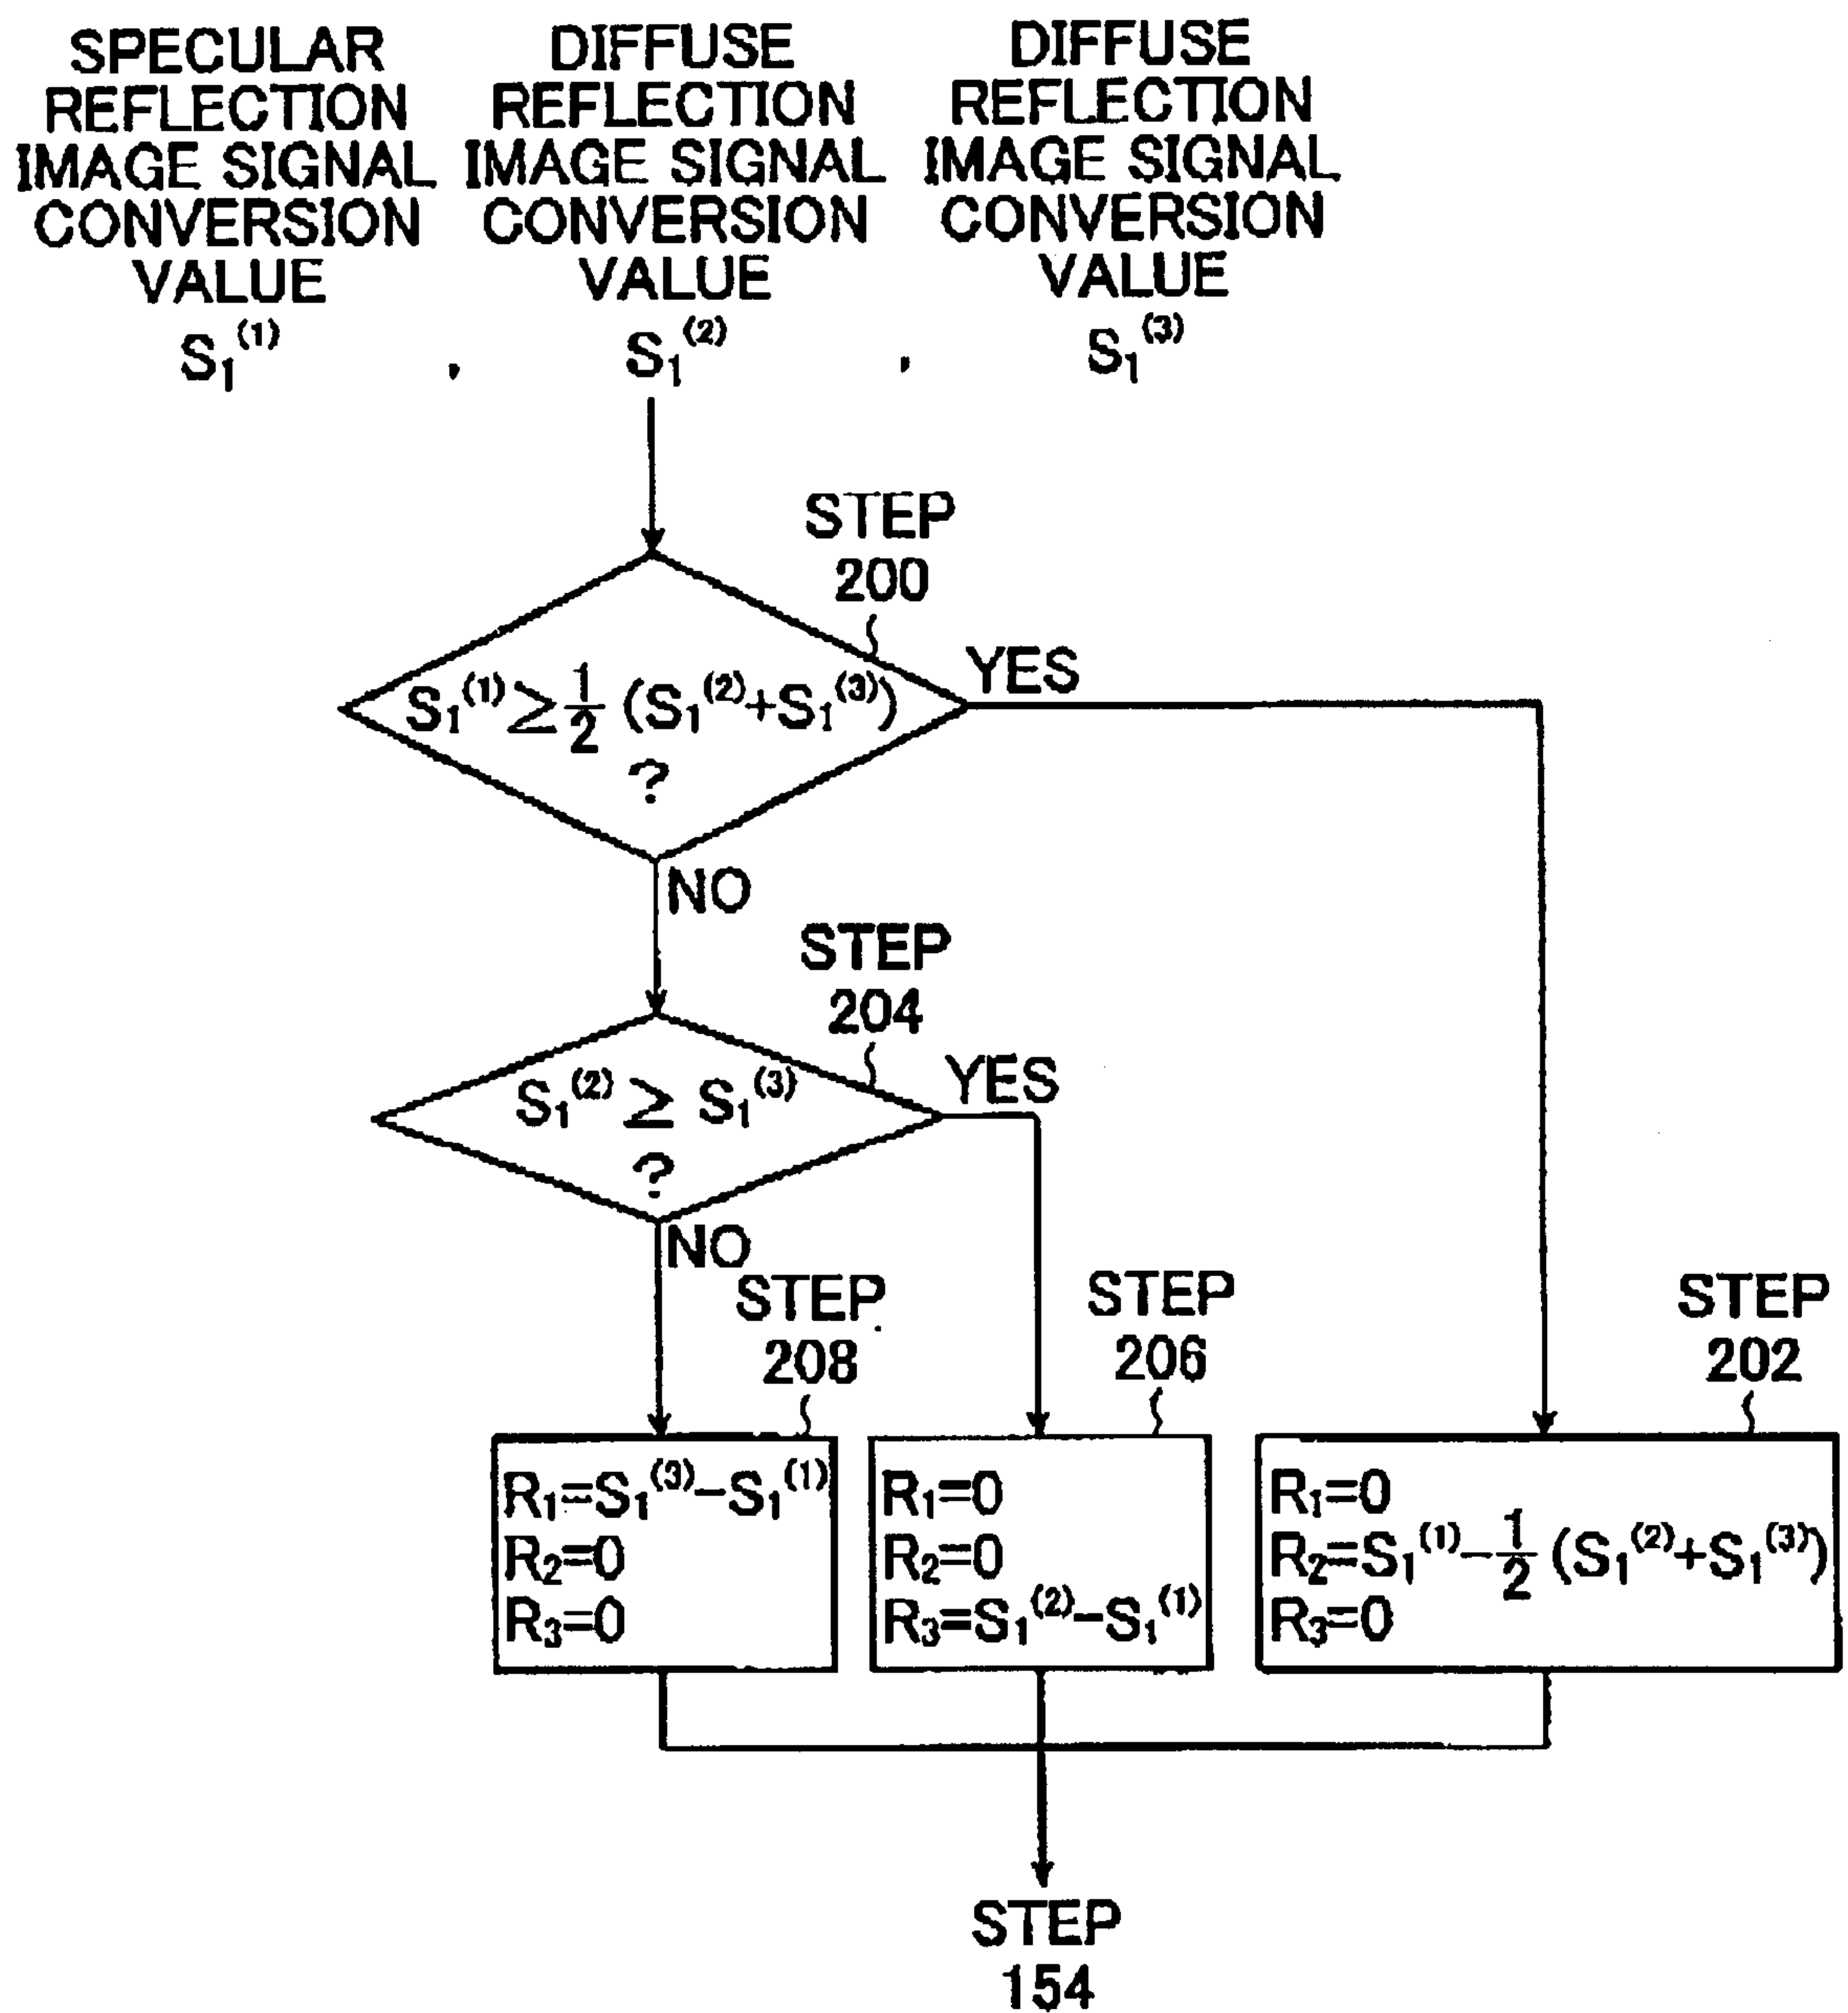 SPECULAR
REFLECTION
IMAGE SIGNAL
CONVERSION
VALUE
S₁⁽¹⁾ ,
DIFFUSE
REFLECTION
IMAGE SIGNAL
CONVERSION
VALUE
S₁⁽²⁾ ,
DIFFUSE
REFLECTION
IMAGE SIGNAL
CONVERSION
VALUE
S₁⁽³⁾
STEP
200
S₁⁽¹⁾≥1/2 (S₁⁽²⁾+S₁⁽³⁾)
?
YES
NO
STEP
204
S₁⁽²⁾ ≥ S₁⁽³⁾
?
YES
NO
STEP
208
R₁=S₁⁽³⁾−S₁⁽¹⁾
R₂=0
R₃=0
STEP
206
R₁=0
R₂=0
R₃=S₁⁽²⁾−S₁⁽¹⁾
STEP
202
R₁=0
R₂=S₁⁽¹⁾−1/2 (S₁⁽²⁾+S₁⁽³⁾)
R₃=0
STEP
154